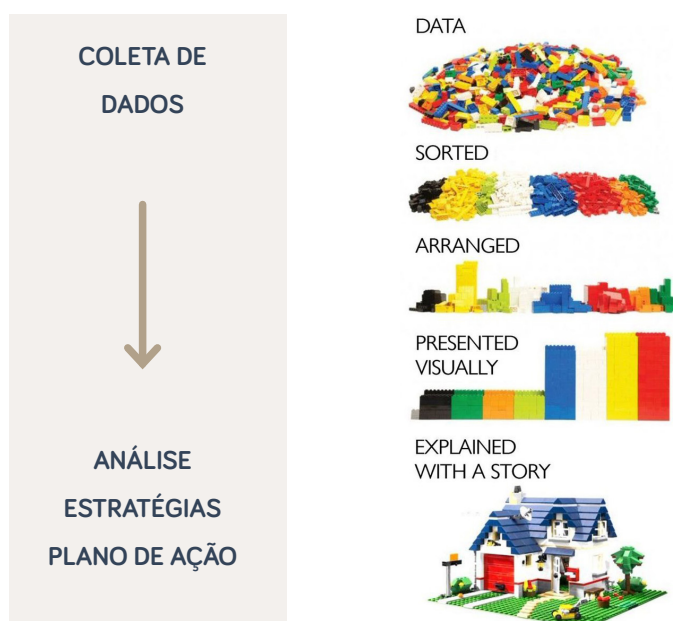 COLETA DE
DADOS
ANÁLISE
ESTRATÉGIAS
PLANO DE AÇÃO
DATA
SORTED
ARRANGED
PRESENTED
VISUALLY
EXPLAINED
WITH A STORY